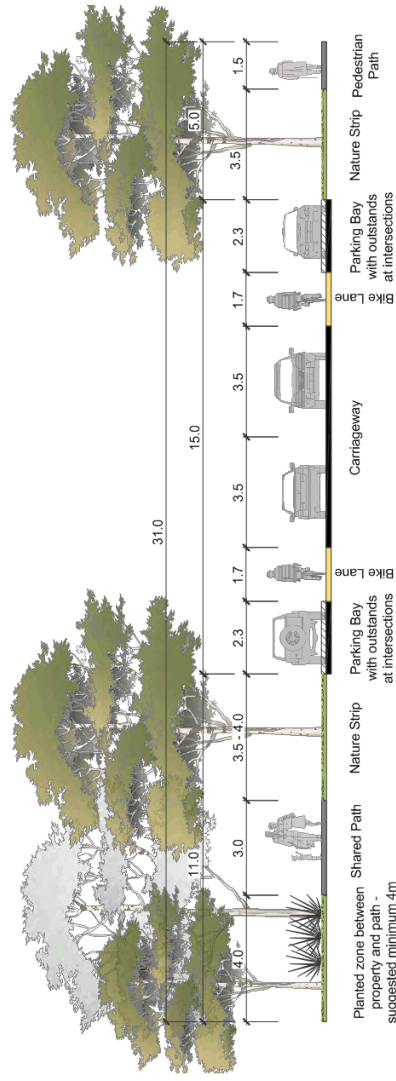 31.0
11.0
15.0
5.0
4.0
3.0
3.5 - 4.0
2.3
1.7
3.5
3.5
1.7
2.3
3.5
1.5
Planted zone between
property and path -
suggested minimum 4m
Shared Path
Nature Strip
Parking Bay
with outstands
at intersections
Bike Lane
Carriageway
Bike Lane
Parking Bay
with outstands
at intersections
Nature Strip
Pedestrian
Path